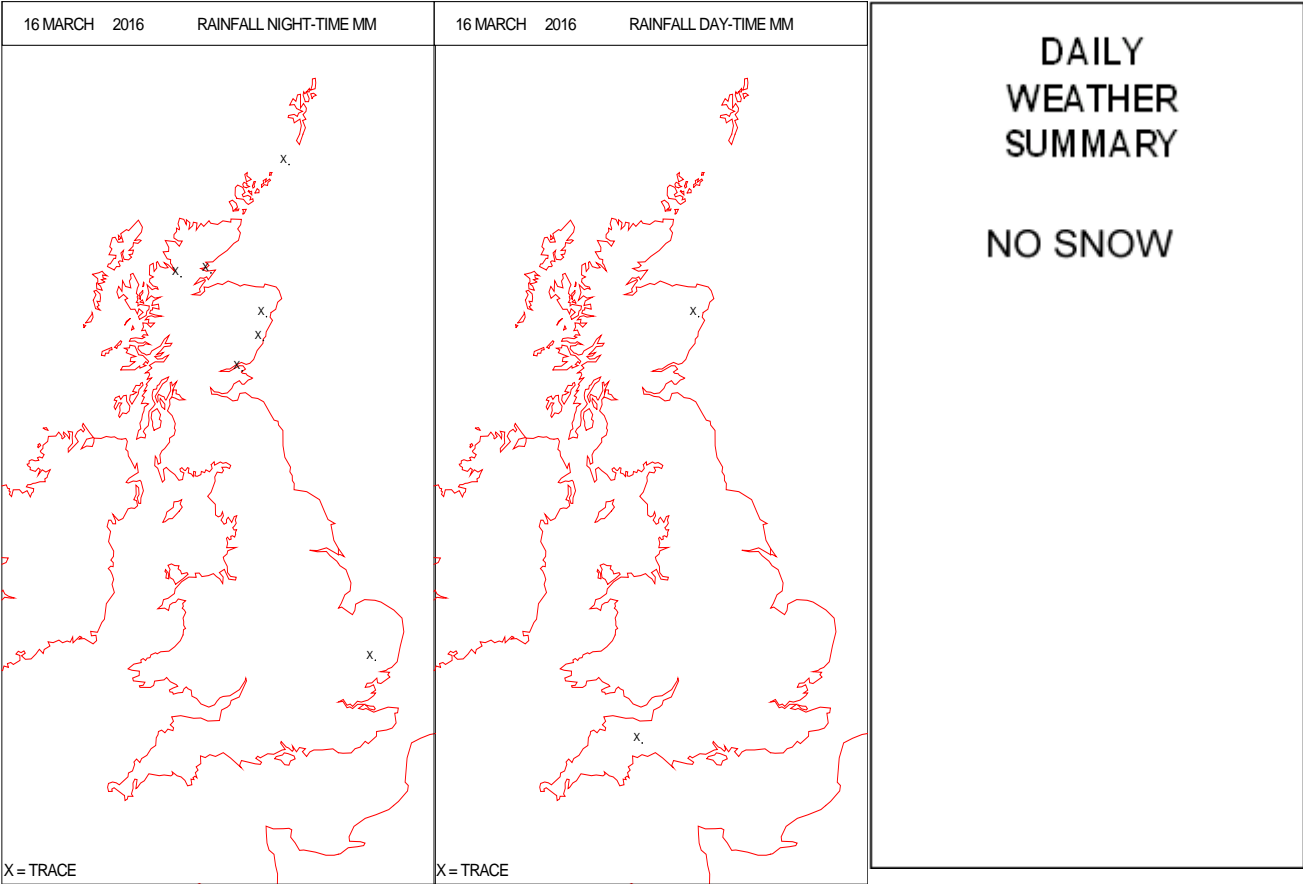 16 MARCH 2016 RAINFALL NIGHT-TIME MM
X
X
X
X
X
X
X
X = TRACE
16 MARCH 2016 RAINFALL DAY-TIME MM
X
X
X = TRACE
DAILY
WEATHER
SUMMARY
NO SNOW